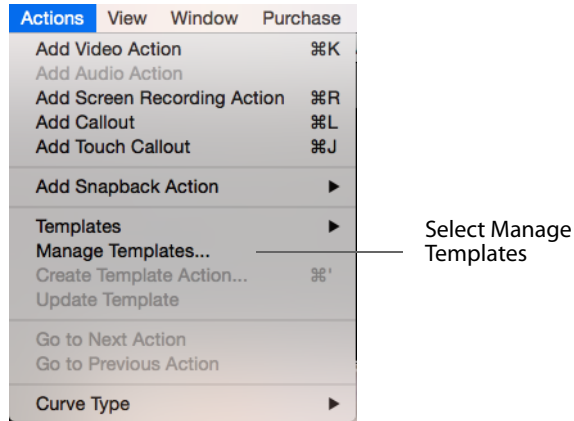 Actions View Window Purchase
Add Video Action ⌘K
Add Audio Action
Add Screen Recording Action ⌘R
Add Callout ⌘L
Add Touch Callout ⌘J
Add Snapback Action ▶
Templates ▶
Manage Templates...
Create Template Action... ⌘'
Update Template
Go to Next Action
Go to Previous Action
Curve Type ▶
Select Manage
Templates